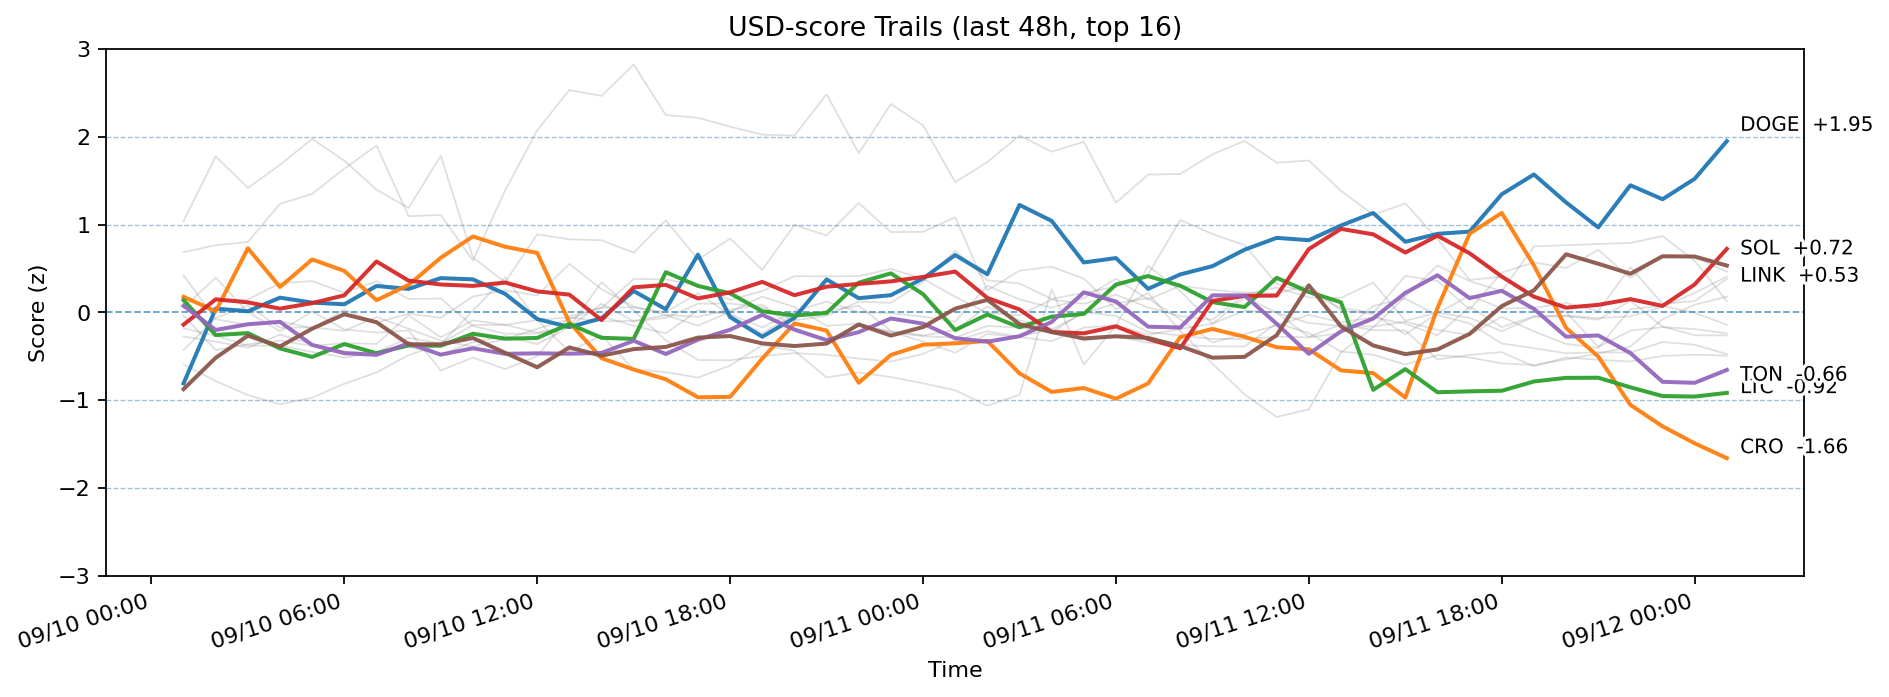 USD-score Trails (last 48h, top 16)
Score (z)
3
2
1
0
−1
−2
−3
DOGE +1.95
SOL +0.72
LINK +0.53
TON -0.66
LTC -0.92
CRO -1.66
09/10 00:00
09/10 06:00
09/10 12:00
09/10 18:00
09/11 00:00
09/11 06:00
09/11 12:00
09/11 18:00
09/12 00:00
Time